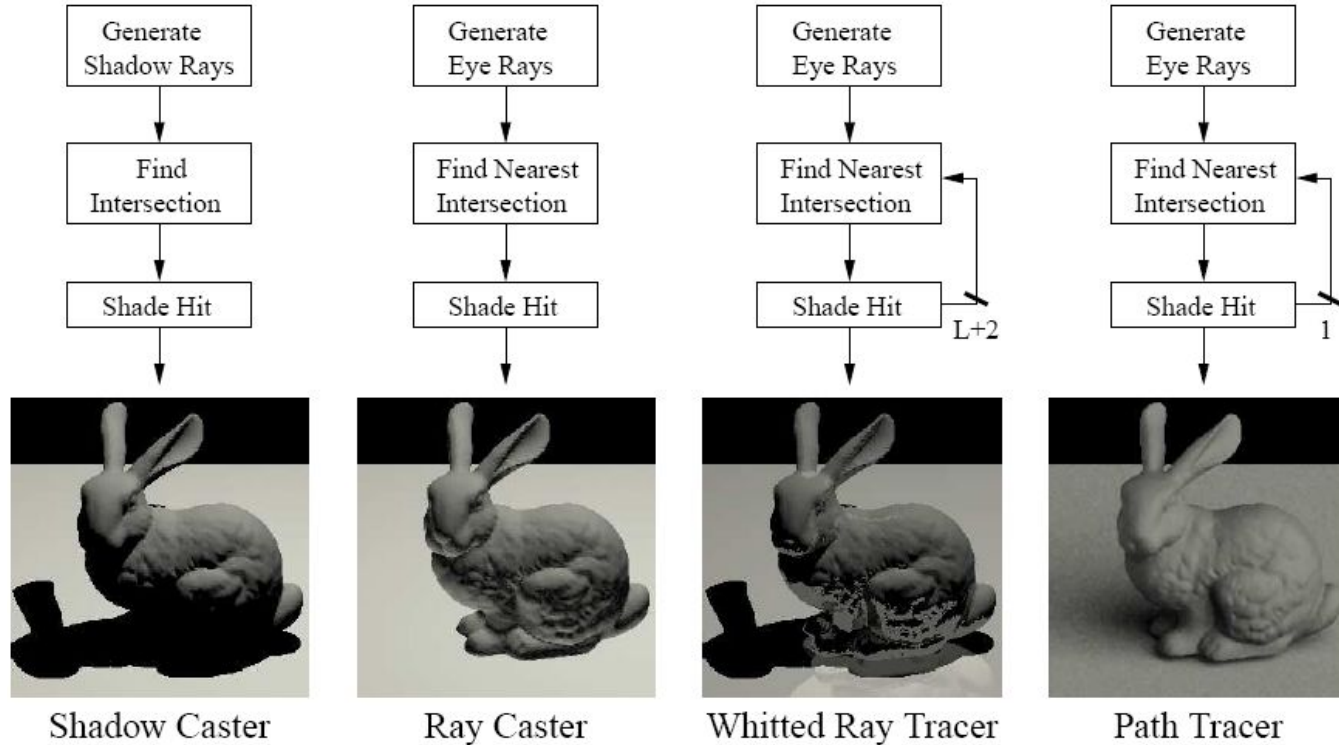 Generate
Shadow Rays
Find
Intersection
Shade Hit
Shadow Caster
Generate
Eye Rays
Find Nearest
Intersection
Shade Hit
Ray Caster
Generate
Eye Rays
Find Nearest
Intersection
Shade Hit
L+2
Whitted Ray Tracer
Generate
Eye Rays
Find Nearest
Intersection
Shade Hit
1
Path Tracer